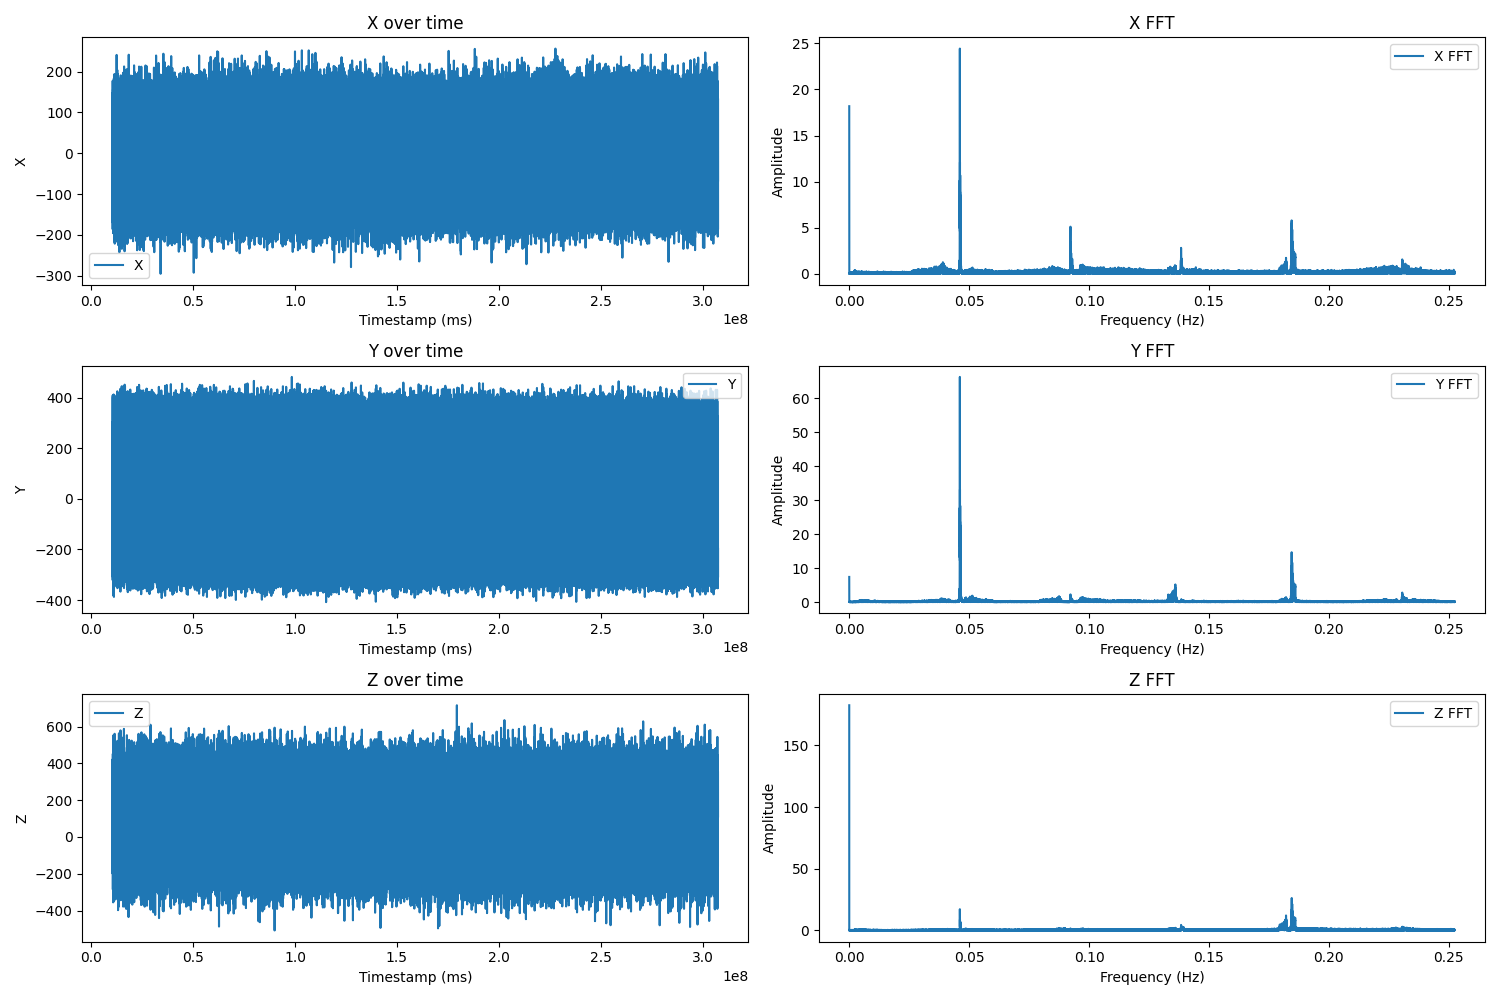 X over time
200
100
0
−100
−200
−300
X
X
0.0 0.5 1.0 1.5 2.0 2.5 3.0
Timestamp (ms)
1e8
X FFT
25
20
15
10
5
0
Amplitude
X FFT
0.00 0.05 0.10 0.15 0.20 0.25
Frequency (Hz)
Y over time
400
200
0
−200
−400
Y
Y
0.0 0.5 1.0 1.5 2.0 2.5 3.0
Timestamp (ms)
1e8
Y FFT
60
50
40
30
20
10
0
Amplitude
Y FFT
0.00 0.05 0.10 0.15 0.20 0.25
Frequency (Hz)
Z over time
600
400
200
0
−200
−400
Z
Z
0.0 0.5 1.0 1.5 2.0 2.5 3.0
Timestamp (ms)
1e8
Z FFT
150
100
50
0
Amplitude
Z FFT
0.00 0.05 0.10 0.15 0.20 0.25
Frequency (Hz)